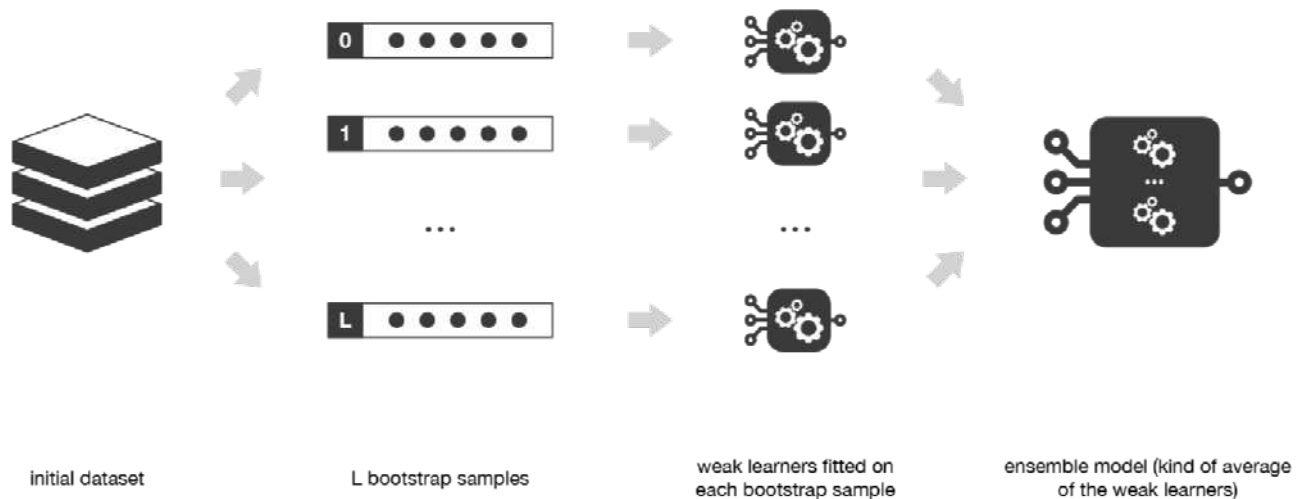 0
1
...
...
...
L
initial dataset
L bootstrap samples
weak learners fitted on
each bootstrap sample
ensemble model (kind of average
of the weak learners)